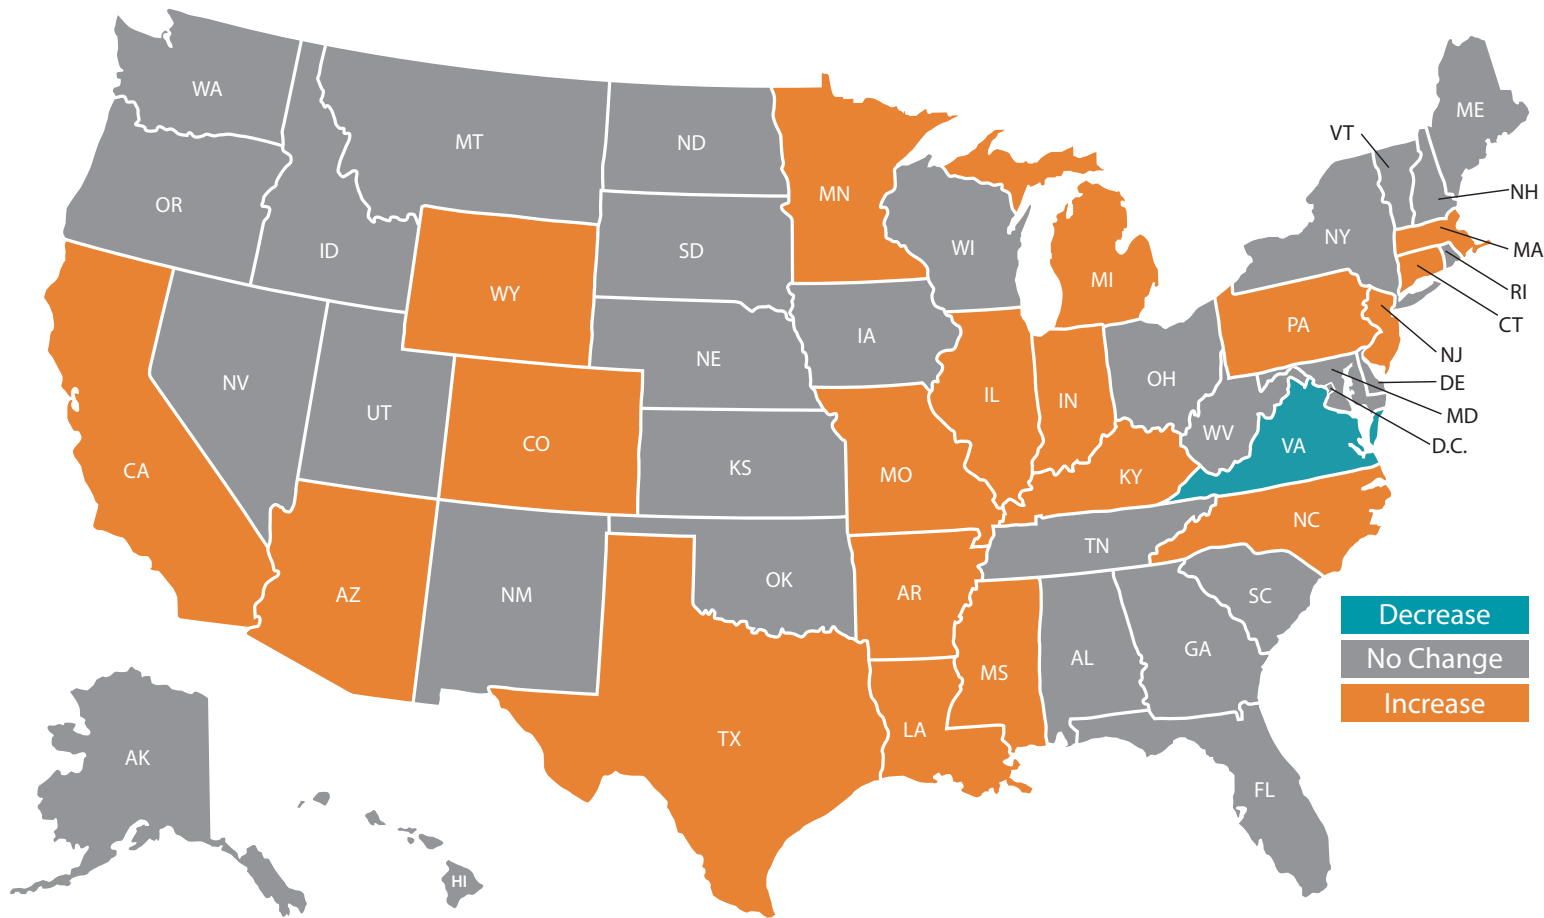 WA
MT
ND
MN
ME
VT
OR
ID
SD
WI
NY
NH
MA
WY
MI
RI
CT
IA
PA
NJ
NE
OH
DE
NV
UT
IL
IN
MD
CO
WV
VA
D.C.
CA
KS
MO
KY
NC
TN
OK
AZ
NM
AR
SC
GA
AL
MS
TX
LA
AK
FL
HI
Decrease
No Change
Increase